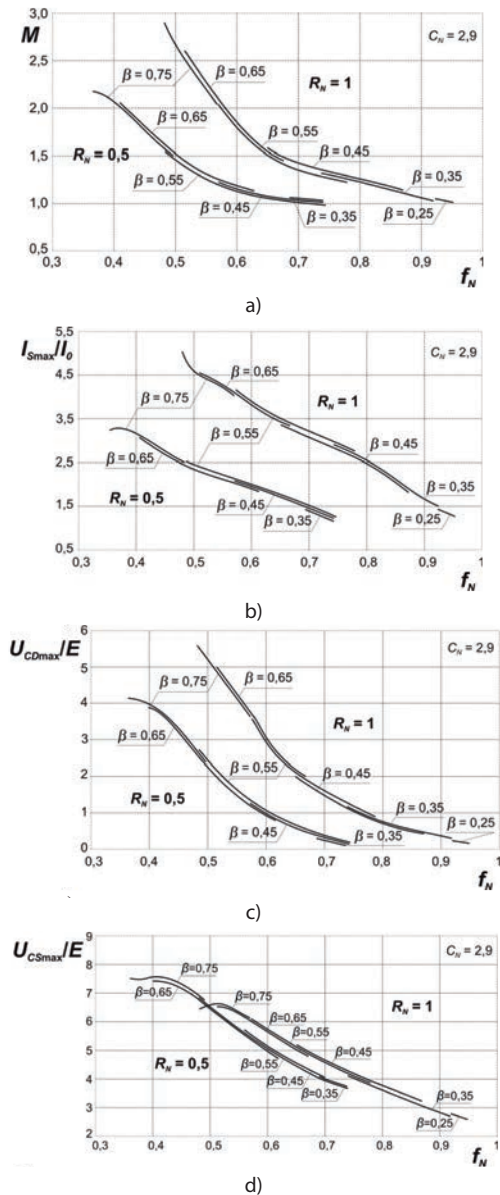 3,0
M
C_N = 2,9
2,5
β = 0,75
β = 0,65
R_N = 1
2,0
β = 0,65
β = 0,55
1,5
R_N = 0,5
β = 0,45
β = 0,55
β = 0,35
1,0
β = 0,45
β = 0,35
β = 0,25
0,5
0,3 0,4 0,5 0,6 0,7 0,8 0,9 1
f_N
a)
5,5
I_Smax/I_0
C_N = 2,9
4,5
β = 0,65
β = 0,75
R_N = 1
3,5
β = 0,55
β = 0,45
2,5
β = 0,65
R_N = 0,5
β = 0,45
β = 0,35
1,5
β = 0,35
β = 0,25
0,5
0,3 0,4 0,5 0,6 0,7 0,8 0,9 1
f_N
b)
6
U_CDmax/E
C_N = 2,9
5
β = 0,75
β = 0,65
4
R_N = 1
3
β = 0,65
β = 0,55
β = 0,45
2
R_N = 0,5
β = 0,35
1
β = 0,45
β = 0,35
β = 0,25
0
0,3 0,4 0,5 0,6 0,7 0,8 0,9 1
f_N
c)
9
U_CSmax/E
C_N = 2,9
8
β=0,75
7
β=0,65
β=0,75
R_N = 1
6
β=0,65
β=0,55
5
R_N = 0,5
β=0,55
β=0,45
4
β=0,45
β=0,35
β=0,35
3
β=0,25
2
0,3 0,4 0,5 0,6 0,7 0,8 0,9 1
f_N
d)